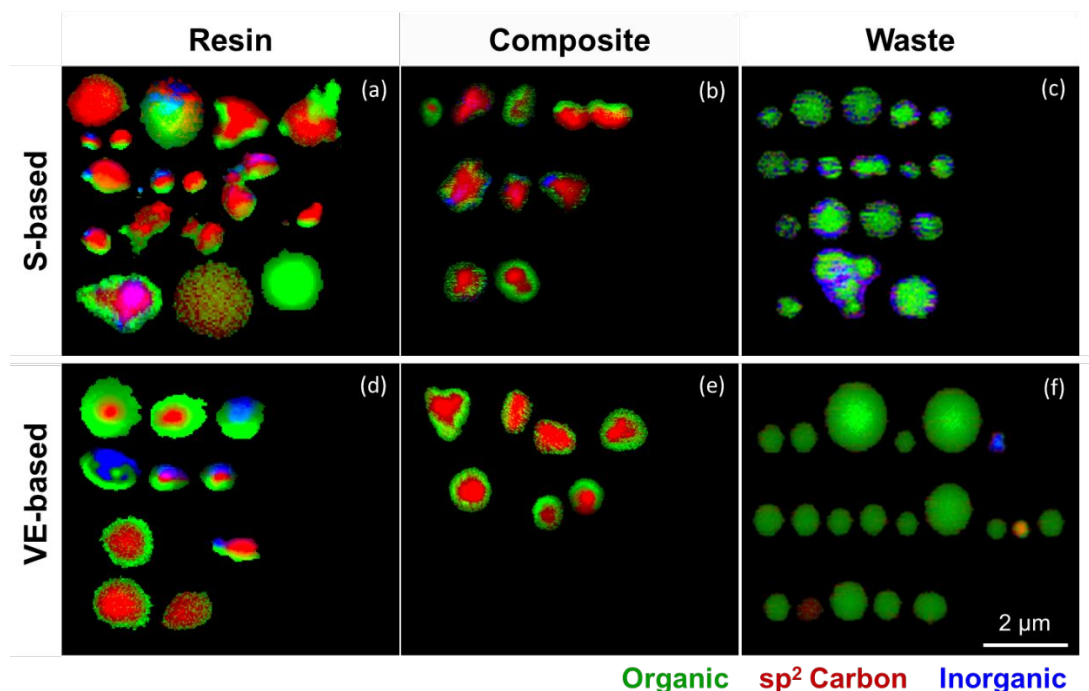 Resin Composite Waste
S-based
(a) (b) (c)
VE-based
(d) (e) (f)
2 µm
Organic sp² Carbon Inorganic